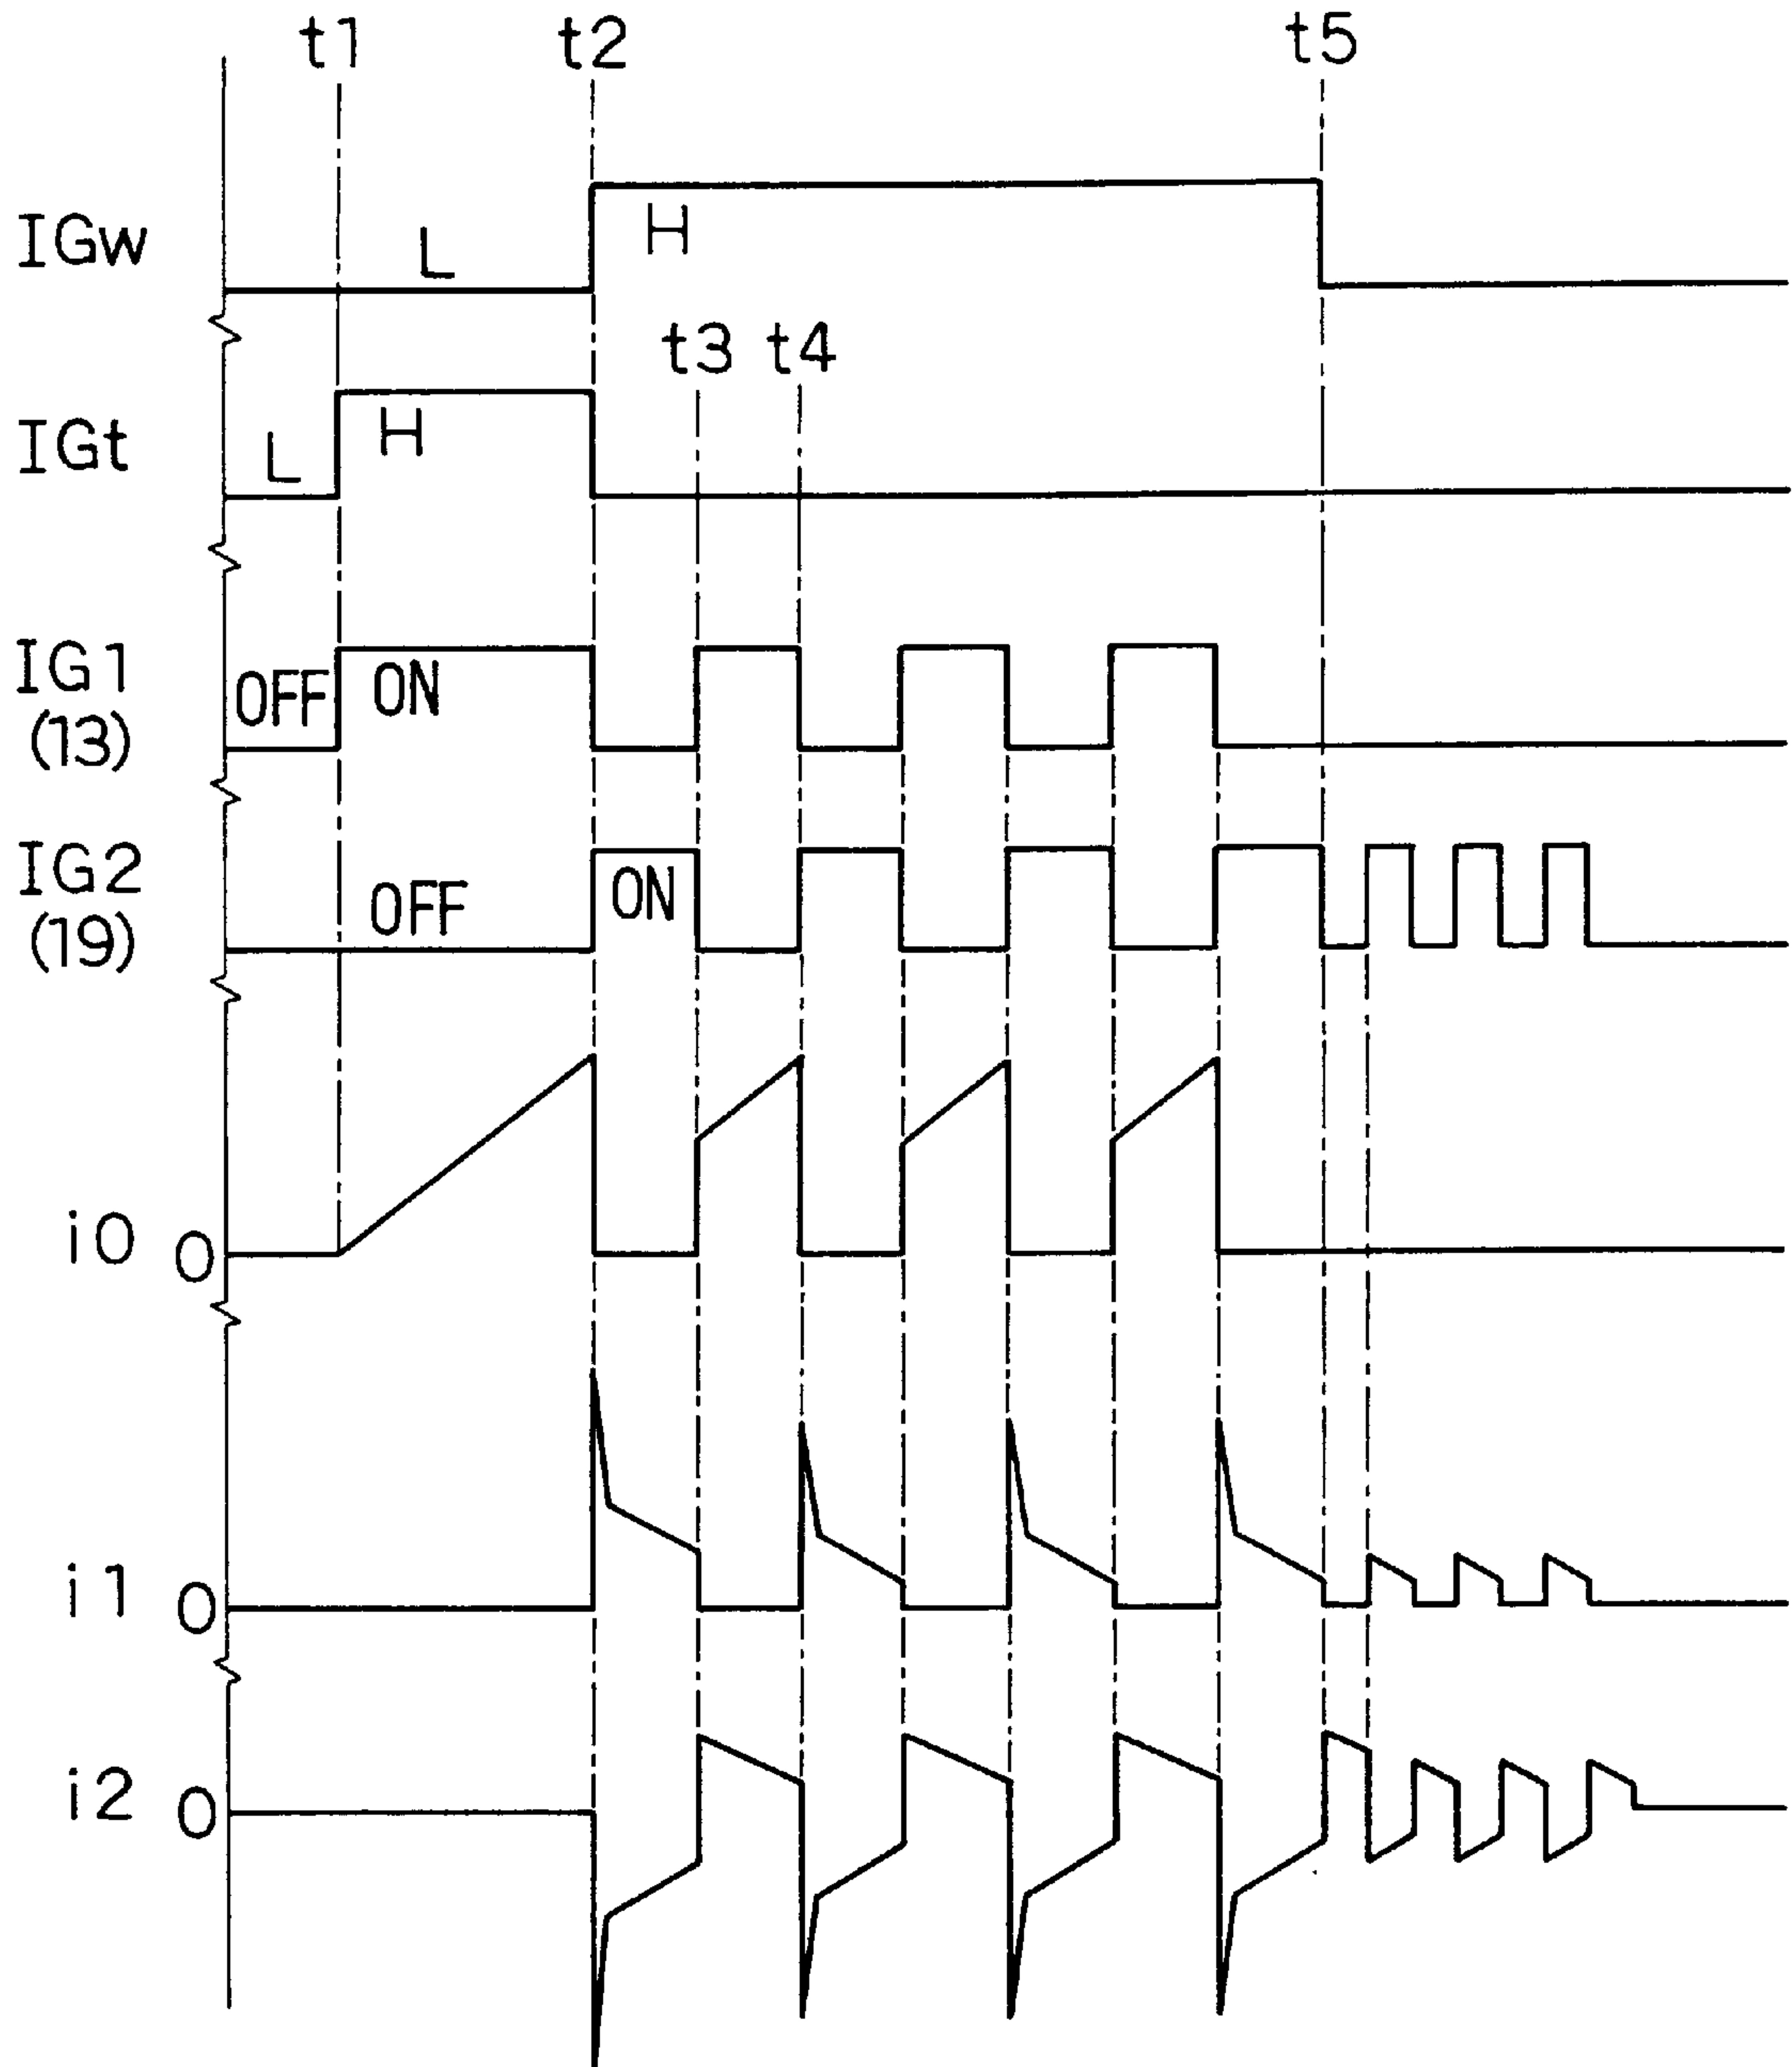 t1 t2 t5
IGw L H
t3 t4
IGt L H
IG1 OFF ON
(13)
IG2 OFF ON
(19)
i0 0
i1 0
i2 0